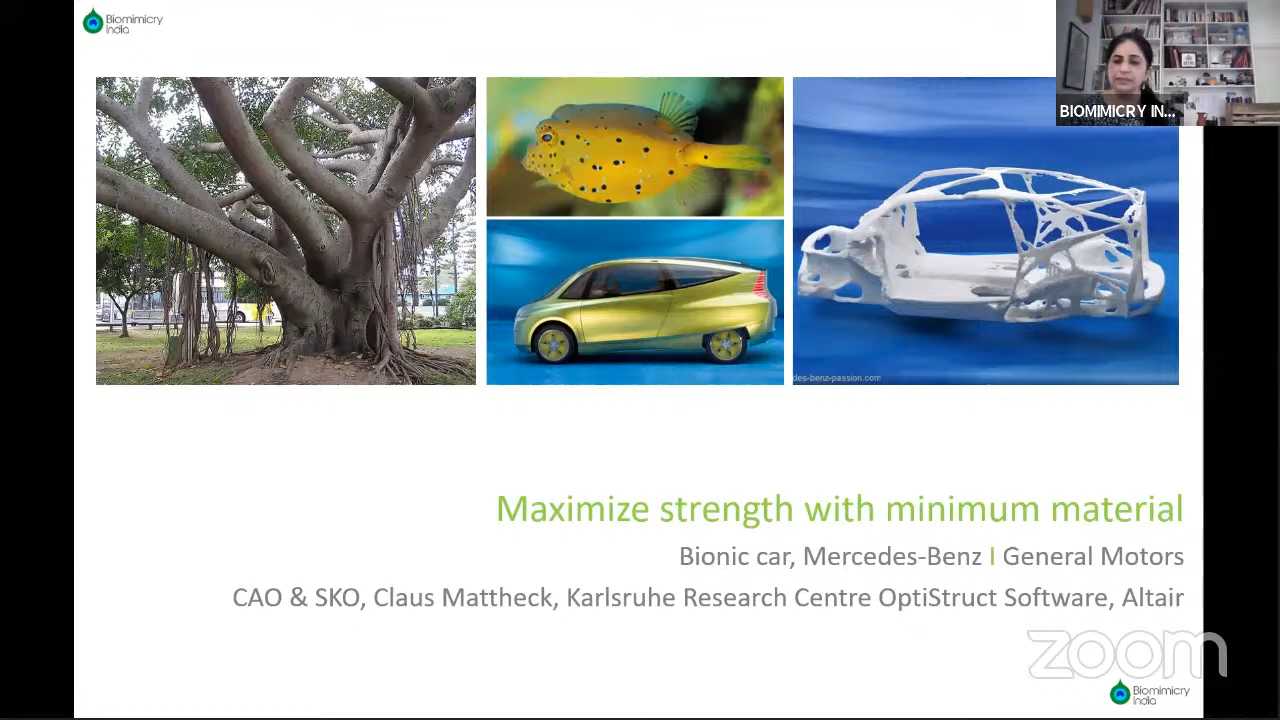 Biomimicry
India
BIOMIMICRY IN...
des-benz-passion.com
Maximize strength with minimum material
Bionic car, Mercedes-Benz I General Motors
CAO & SKO, Claus Mattheck, Karlsruhe Research Centre OptiStruct Software, Altair
zoom
Biomimicry
India